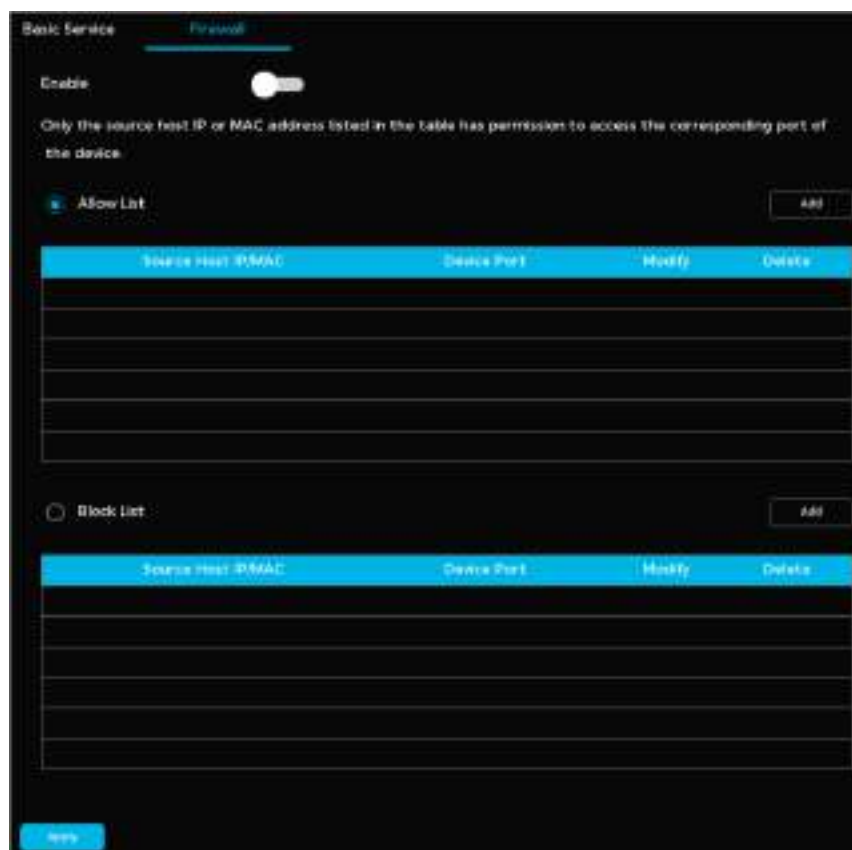 Basic Service Firewall
Enable
Only the source host IP or MAC address listed in the table has permission to access the corresponding port of
the device
Allow List Add
Source Host IP/MAC Device Port Modify Delete
Block List Add
Source Host IP/MAC Device Port Modify Delete
Apply